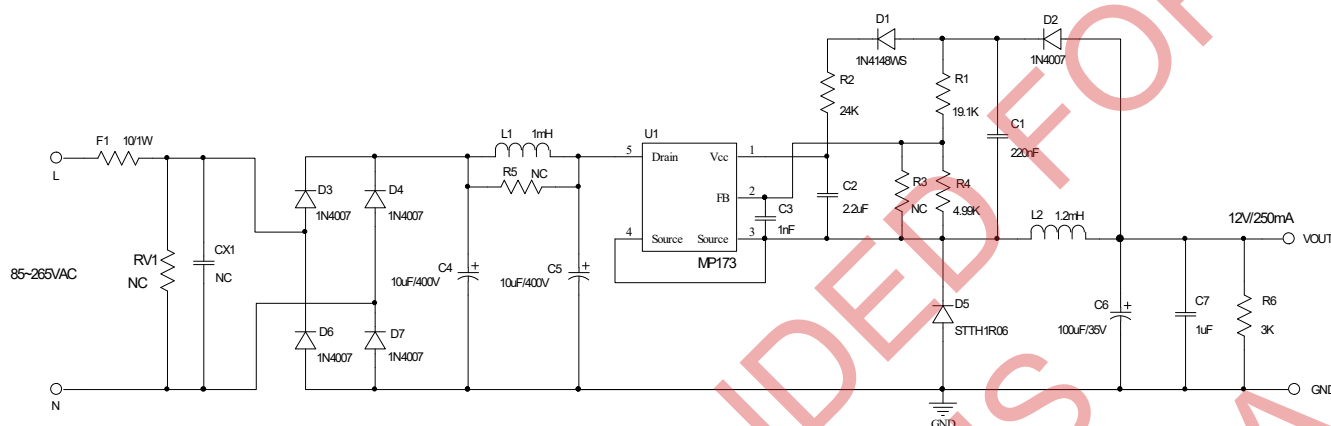 D1
1N4148WS
D2
1N4007
R2
24K
R1
19.1K
C1
220nF
F1 10/1W
L
L1 1mH
R5 NC
U1
5 Drain Vcc 1
FB 2
4 Source Source 3
MP173
C2
2.2uF
C3
1nF
R3
NC
R4
4.99K
L2 1.2mH
12V/250mA
VOUT
D3
1N4007
D4
1N4007
85~265VAC
RV1
NC
CX1
NC
C4 +
10uF/400V
C5 +
10uF/400V
D5
STTH1R06
C6 +
100uF/35V
C7
1uF
R6
3K
D6
1N4007
D7
1N4007
N
GND
GND
NDED FOR